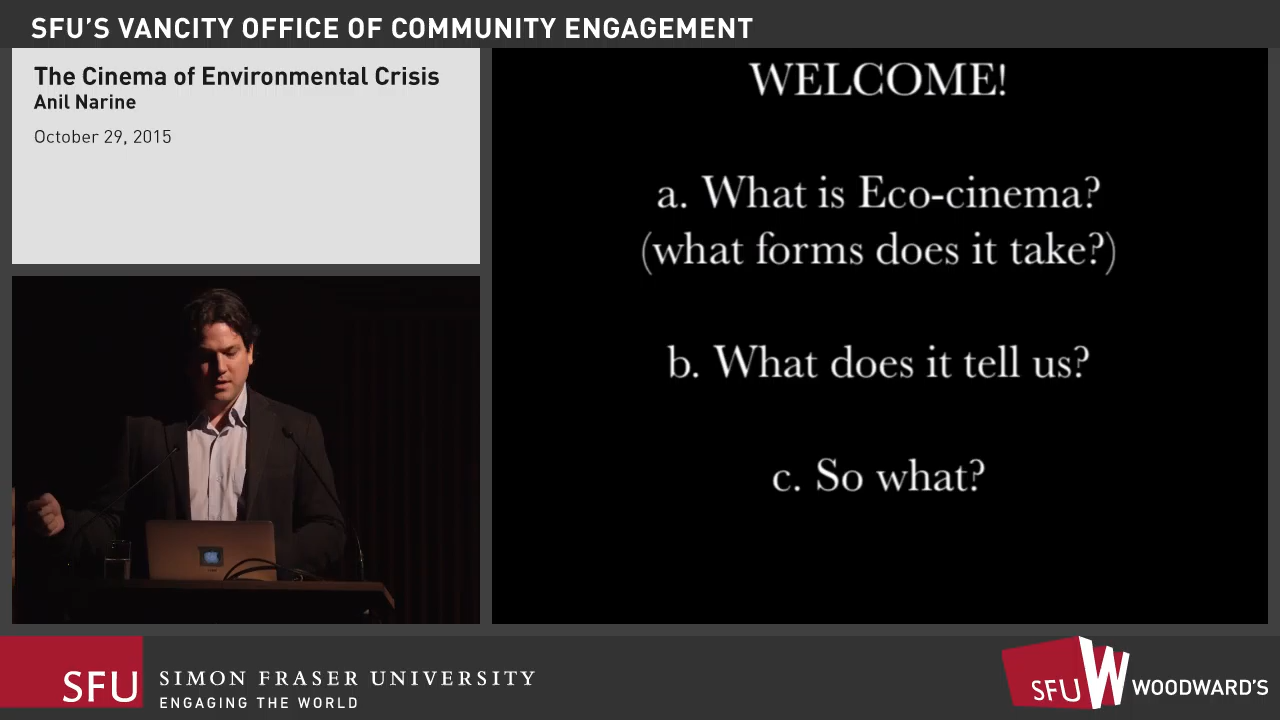 SFU'S VANCITY OFFICE OF COMMUNITY ENGAGEMENT
The Cinema of Environmental Crisis
Anil Narine
October 29, 2015
WELCOME!
a. What is Eco-cinema?
(what forms does it take?)
b. What does it tell us?
c. So what?
SFU
SIMON FRASER UNIVERSITY
ENGAGING THE WORLD
SFU W WOODWARD'S